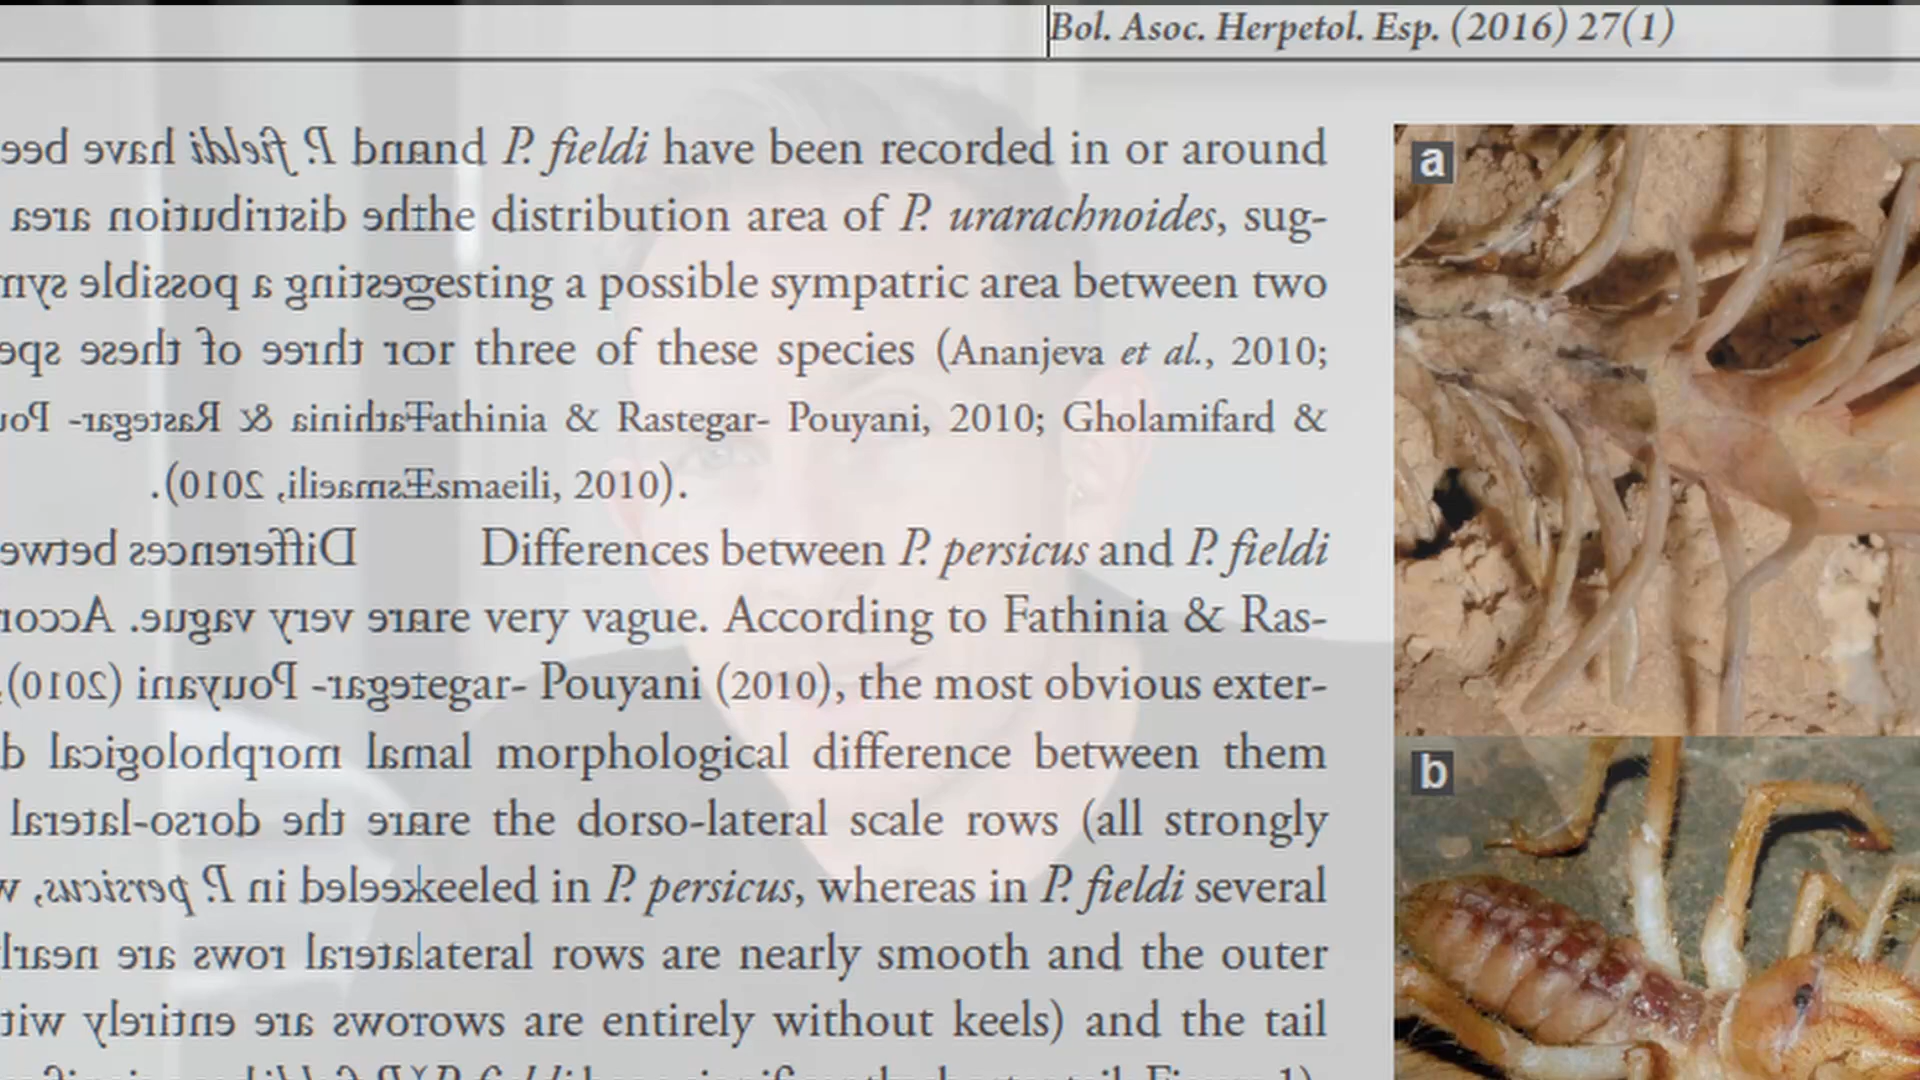 Bol. Asoc. Herpetol. Esp. (2016) 27(1)
and P. fieldi have been recorded in or around
the distribution area of P. urarachnoides, sug-
gesting a possible sympatric area between two
or three of these species (Ananjeva et al., 2010;
Fathinia & Rastegar- Pouyani, 2010; Gholamifard &
Esmaeili, 2010).
Differences between P. persicus and P. fieldi
are very vague. According to Fathinia & Ras-
tegar- Pouyani (2010), the most obvious exter-
nal morphological difference between them
are the dorso-lateral scale rows (all strongly
keeled in P. persicus, whereas in P. fieldi several
lateral rows are nearly smooth and the outer
rows are entirely without keels) and the tail
a
b